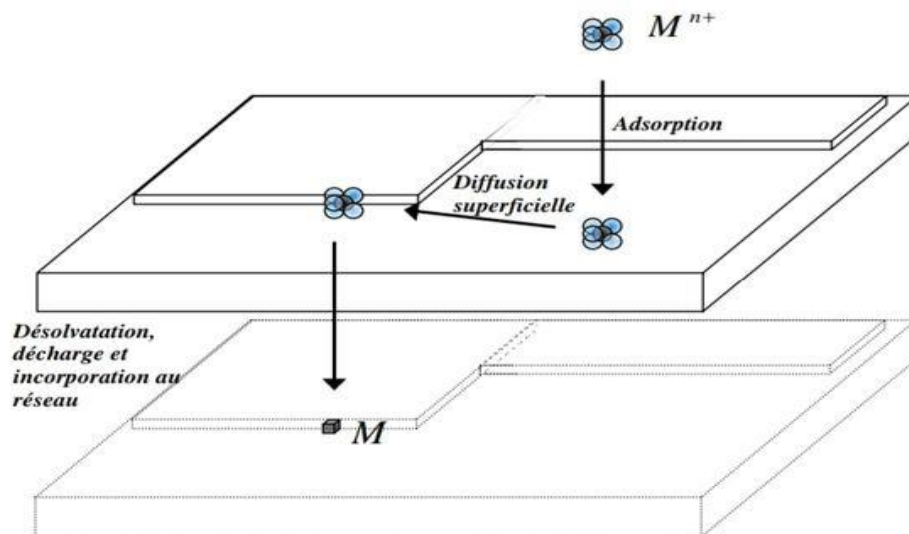 M n+
Adsorption
Diffusion
superficielle
Désolvatation,
décharge et
incorporation au
réseau
M